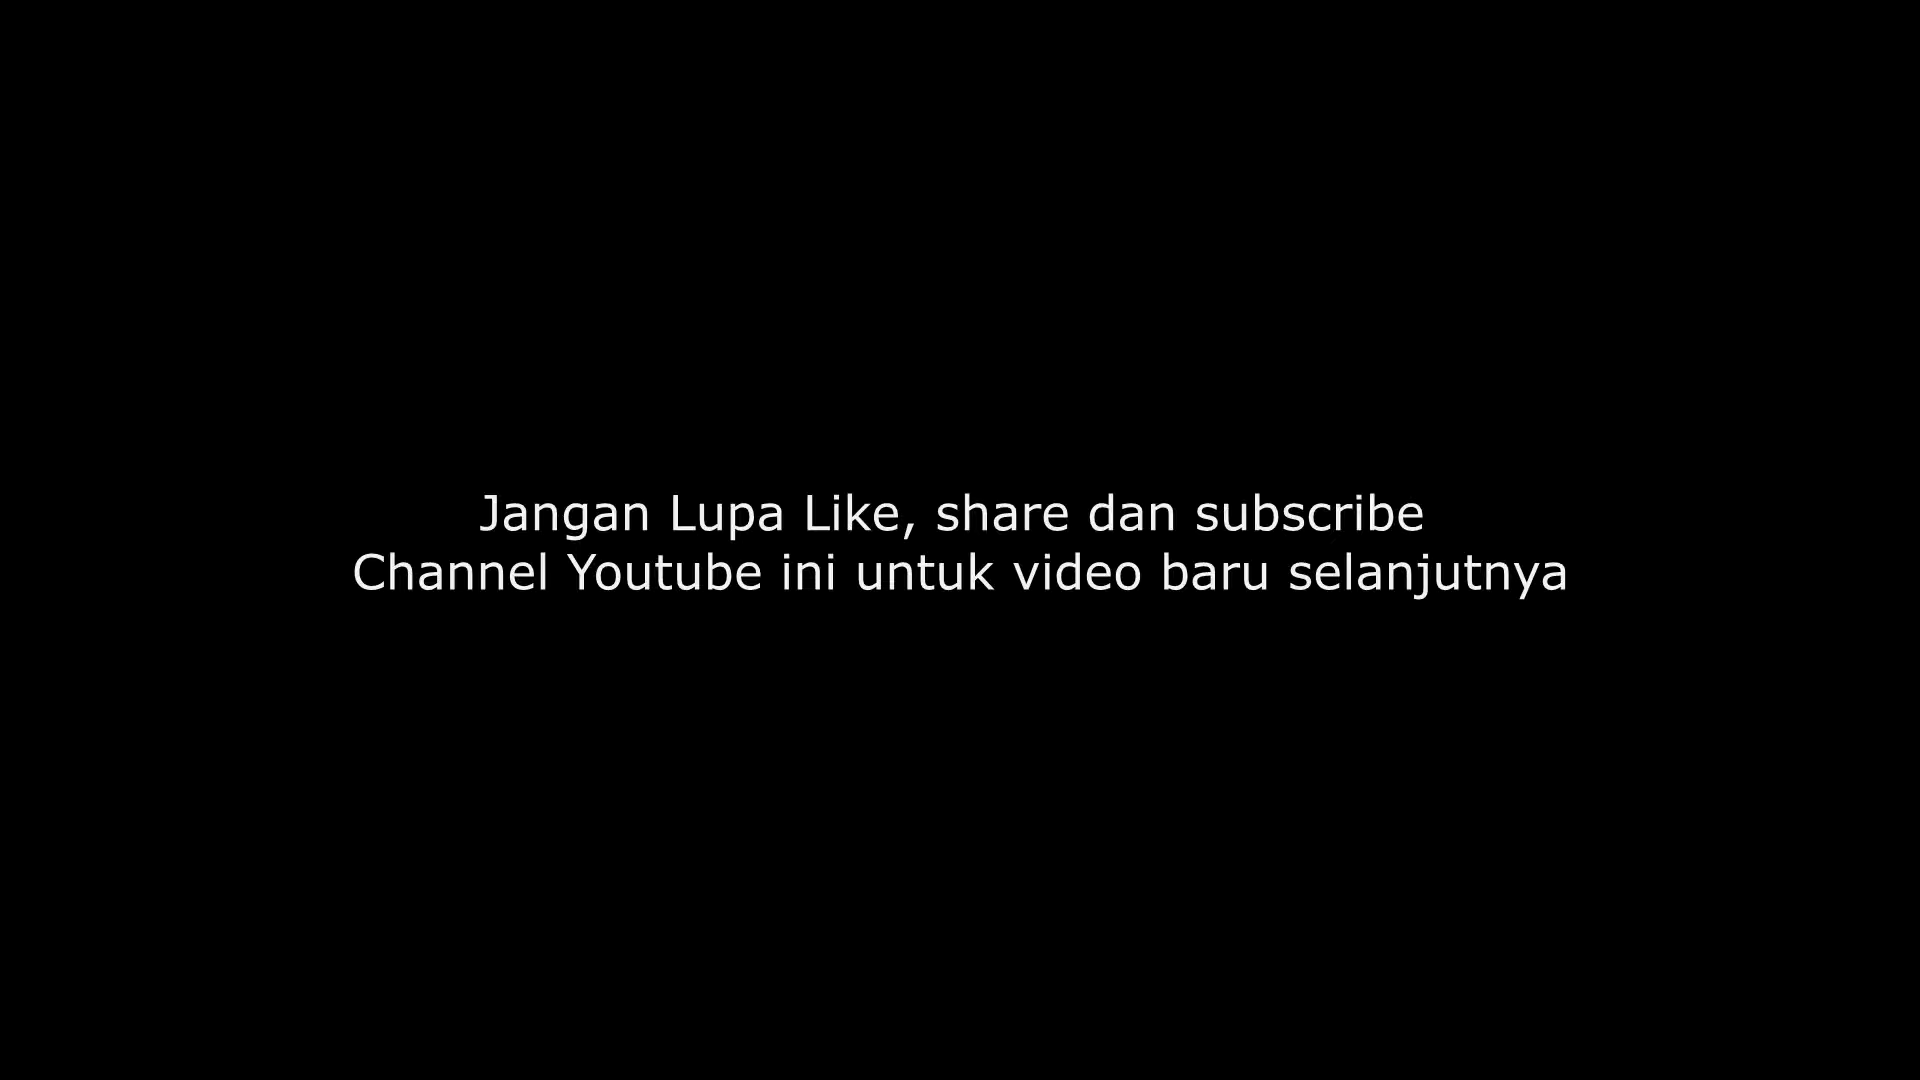 Jangan Lupa Like, share dan subscribe
Channel Youtube ini untuk video baru selanjutnya